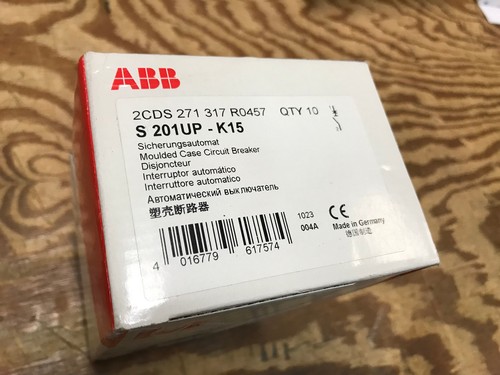 ABB
2CDS 271 317 R0457 QTY 10
S 201UP - K15
Sicherungsautomat
Moulded Case Circuit Breaker
Disjoncteur
Interruptor automático
Interruttore automatico
Автоматический выключатель
塑壳断路器
1023 CE
004A Made in Germany
德国制造
4 016779 617574